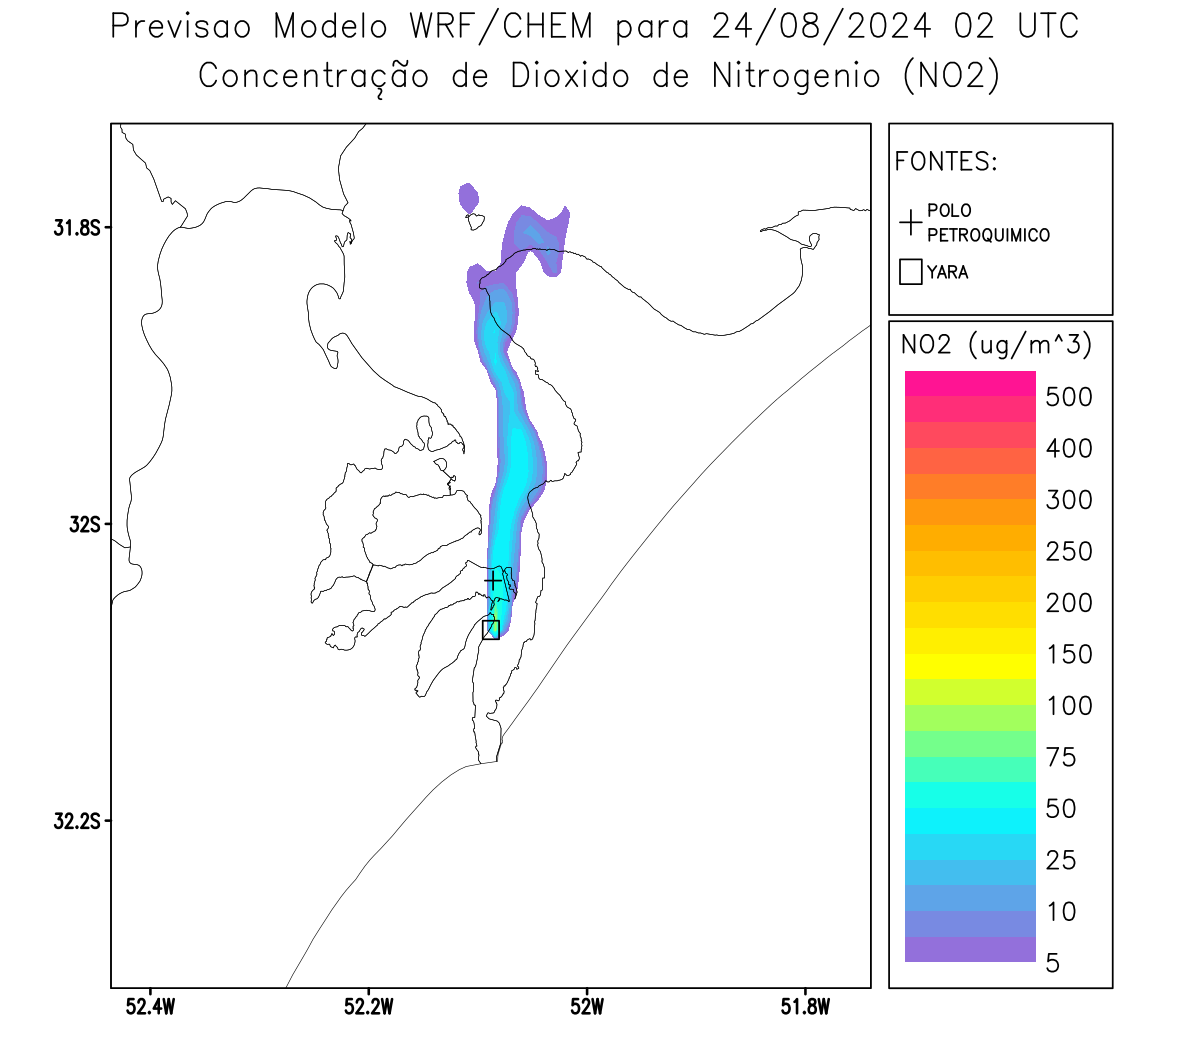 Previsao Modelo WRF/CHEM para 24/08/2024 02 UTC
Concentração de Dioxido de Nitrogenio (NO2)
FONTES:
POLO
PETROQUIMICO
YARA
NO2 (ug/m^3)
500
400
300
250
200
150
100
75
50
25
10
5
31.8S
32S
32.2S
52.4W
52.2W
52W
51.8W